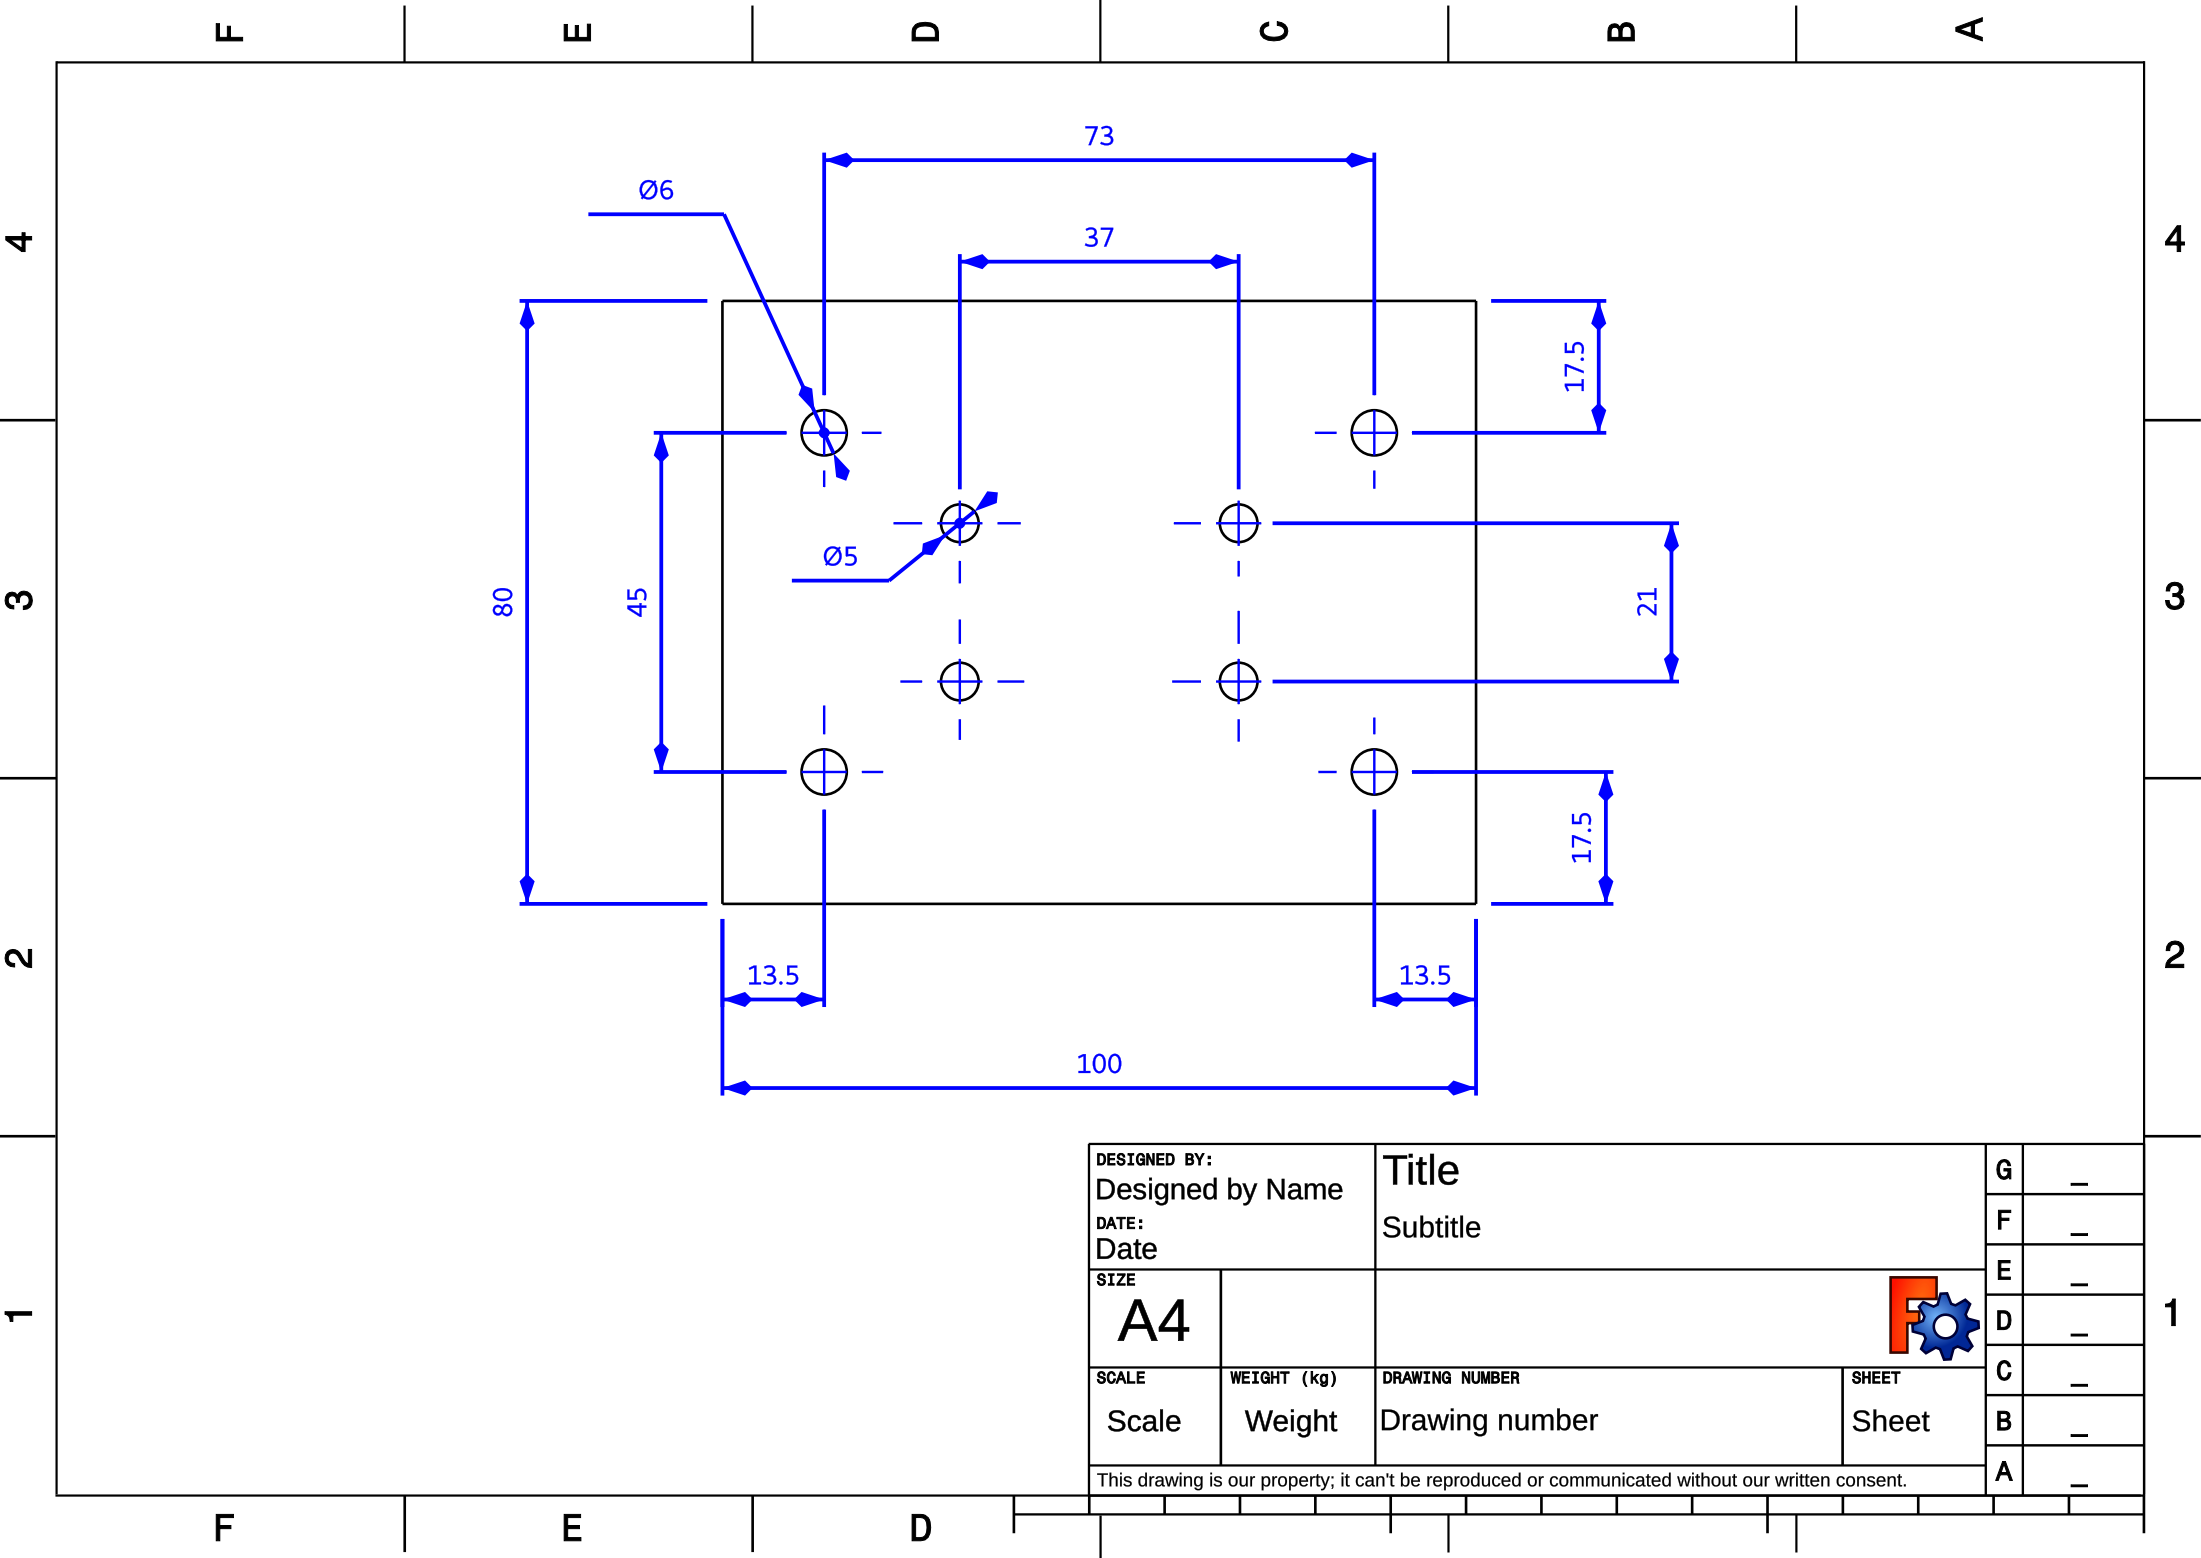 F E D C B A
73
Ø6
37
4 4
17.5
Ø5
80 45 21
3 3
17.5
2 2
13.5 13.5
100
1 1
DESIGNED BY:
Designed by Name
DATE:
Date
Title
Subtitle
SIZE
A4
SCALE
Scale
WEIGHT (kg)
Weight
DRAWING NUMBER
Drawing number
SHEET
Sheet
This drawing is our property; it can't be reproduced or communicated without our written consent.
G _
F _
E _
D _
C _
B _
A _
F E D